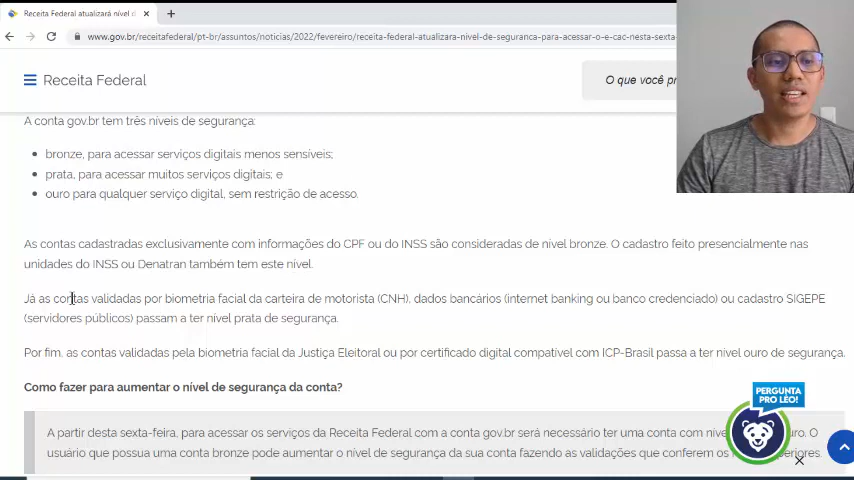 Receita Federal atualizará nível d
www.gov.br/receitafederal/pt-br/assuntos/noticias/2022/fevereiro/receita-federal-atualizara-nivel-de-seguranca-para-acessar-o-e-cac-nesta-sexta-
Receita Federal
O que você pr
A conta gov.br tem três níveis de segurança:
bronze, para acessar serviços digitais menos sensíveis;
prata, para acessar muitos serviços digitais; e
ouro para qualquer serviço digital, sem restrição de acesso.
As contas cadastradas exclusivamente com informações do CPF ou do INSS são consideradas de nível bronze. O cadastro feito presencialmente nas
unidades do INSS ou Denatran também tem este nível.
Já as contas validadas por biometria facial da carteira de motorista (CNH), dados bancários (internet banking ou banco credenciado) ou cadastro SIGEPE
(servidores públicos) passam a ter nível prata de segurança.
Por fim, as contas validadas pela biometria facial da Justiça Eleitoral ou por certificado digital compatível com ICP-Brasil passa a ter nível ouro de segurança.
Como fazer para aumentar o nível de segurança da conta?
PERGUNTA
PRO LÉO!
A partir desta sexta-feira, para acessar os serviços da Receita Federal com a conta gov.br será necessário ter uma conta com níve uro. O
usuário que possua uma conta bronze pode aumentar o nível de segurança da sua conta fazendo as validações que conferem os periores.